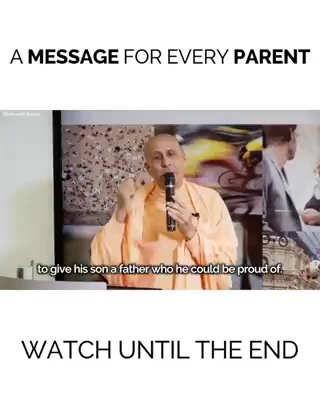 A MESSAGE FOR EVERY PARENT
to give his son a father who he could be proud of.
WATCH UNTIL THE END